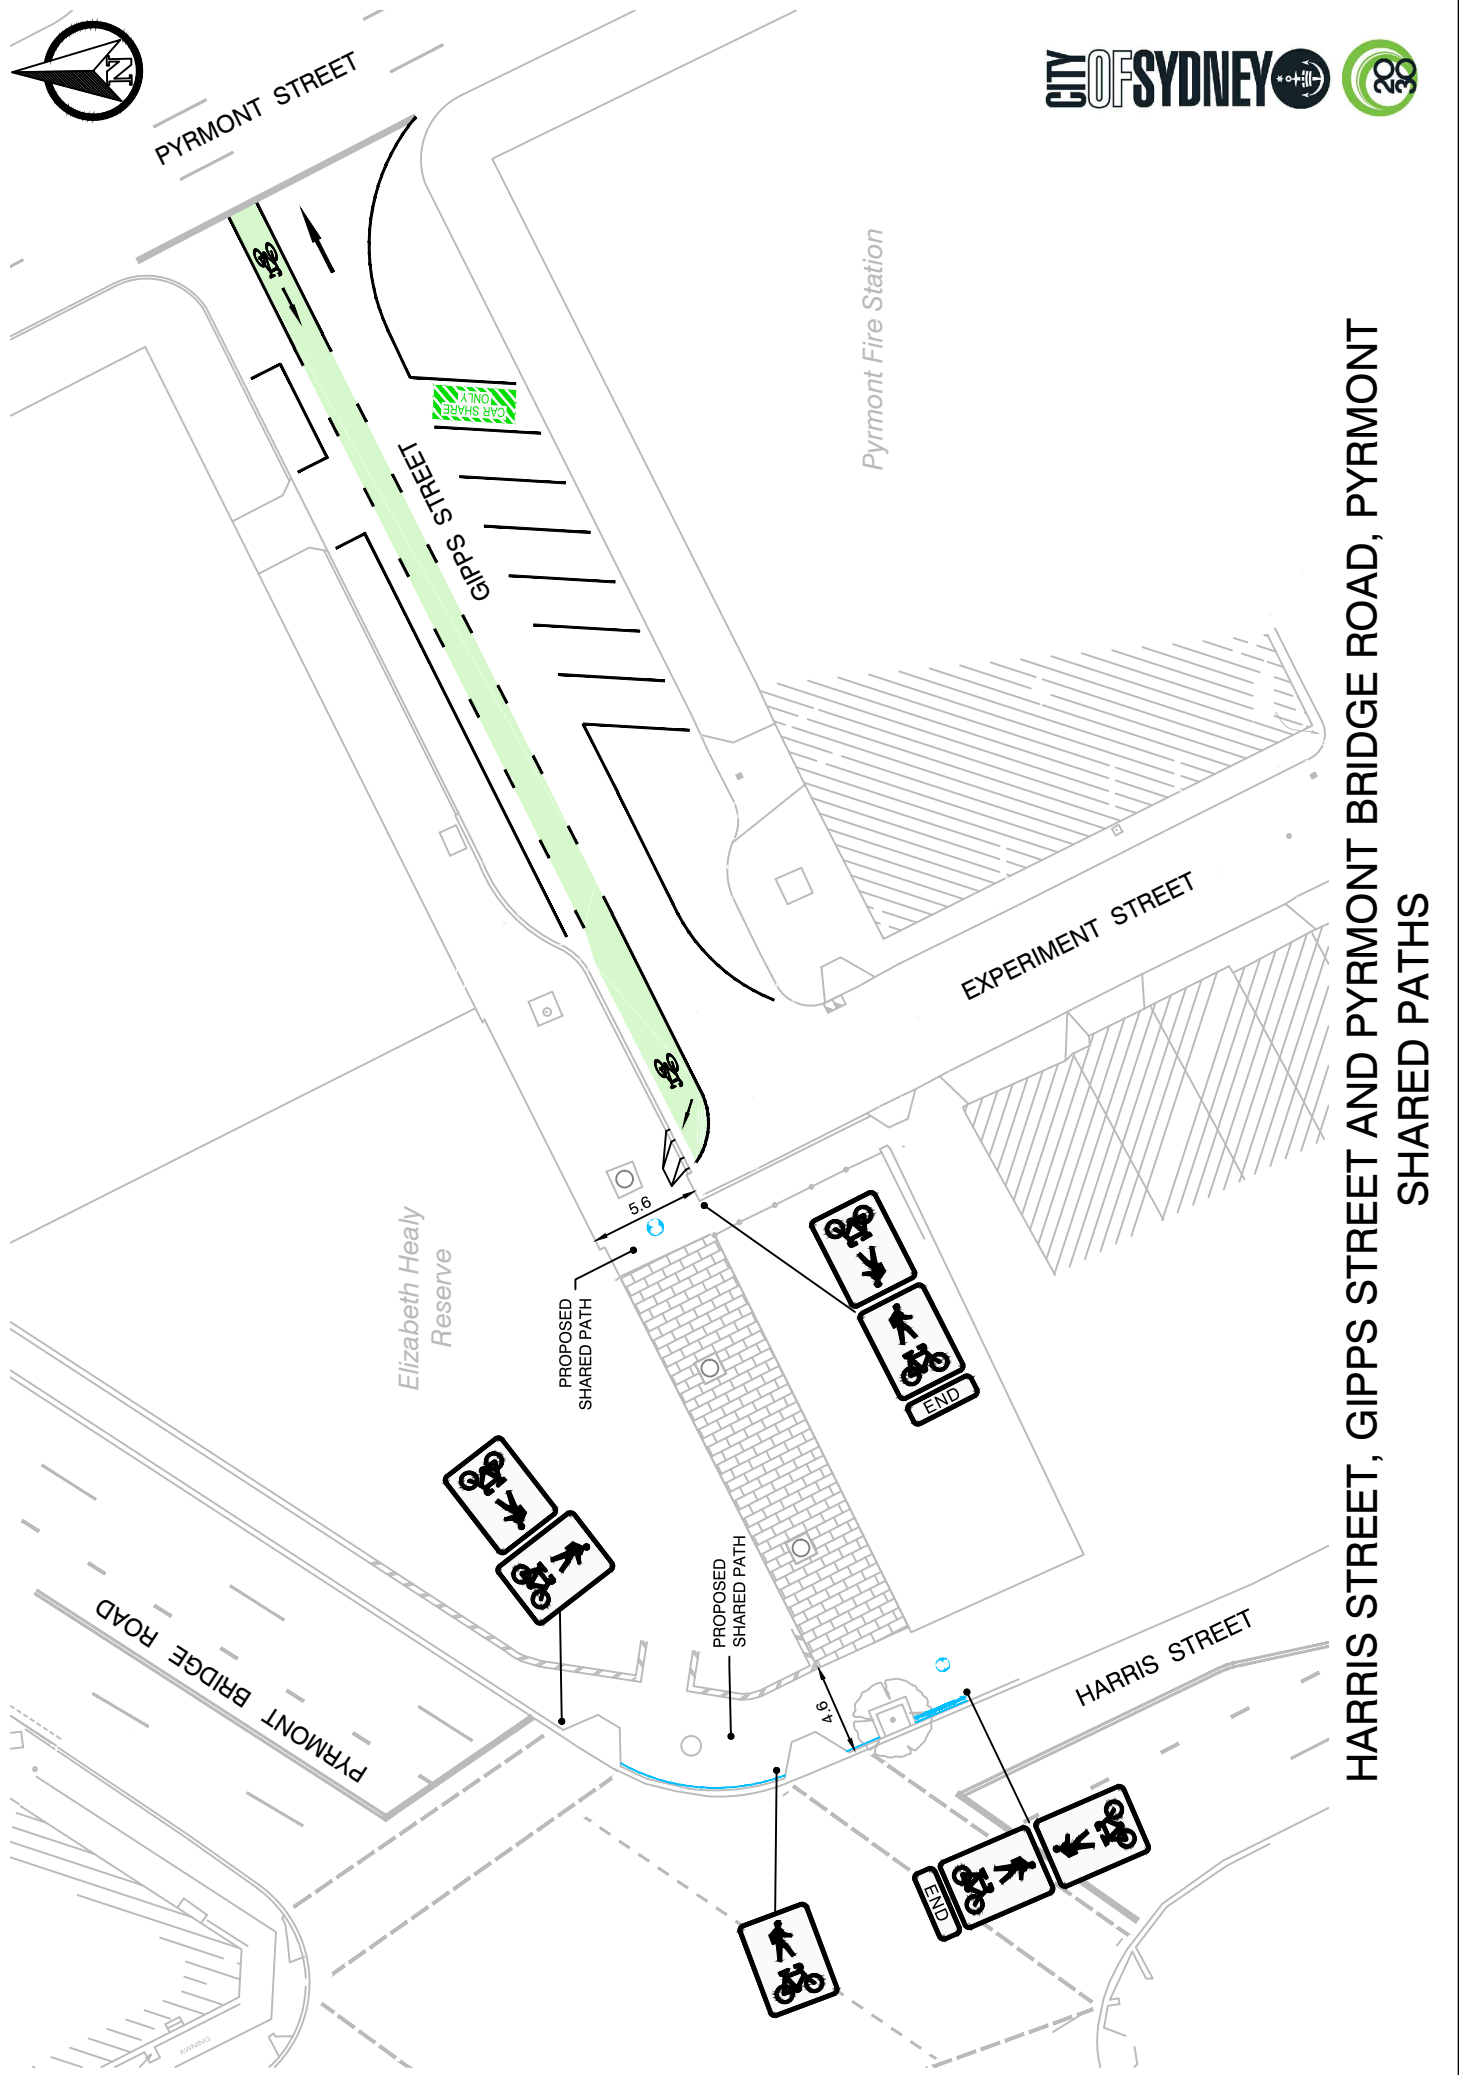 CITY OF SYDNEY
20
30
N
PYRMONT STREET
Pyrmont Fire Station
CAR SHARE
ONLY
GIPPS STREET
EXPERIMENT STREET
Elizabeth Healy
Reserve
5.6
PROPOSED
SHARED PATH
END
PROPOSED
SHARED PATH
4.6
PYRMONT BRIDGE ROAD
HARRIS STREET
END
AWNING
HARRIS STREET, GIPPS STREET AND PYRMONT BRIDGE ROAD, PYRMONT
SHARED PATHS